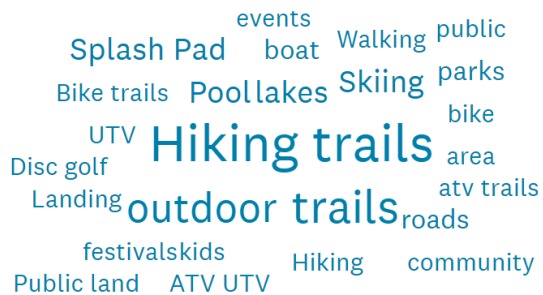 events
public
Walking
Splash Pad
boat
parks
Skiing
Bike trails
Pool
lakes
bike
UTV
Hiking trails
area
Disc golf
atv trails
Landing
outdoor
trails
roads
festivals
kids
Hiking
community
Public land
ATV UTV